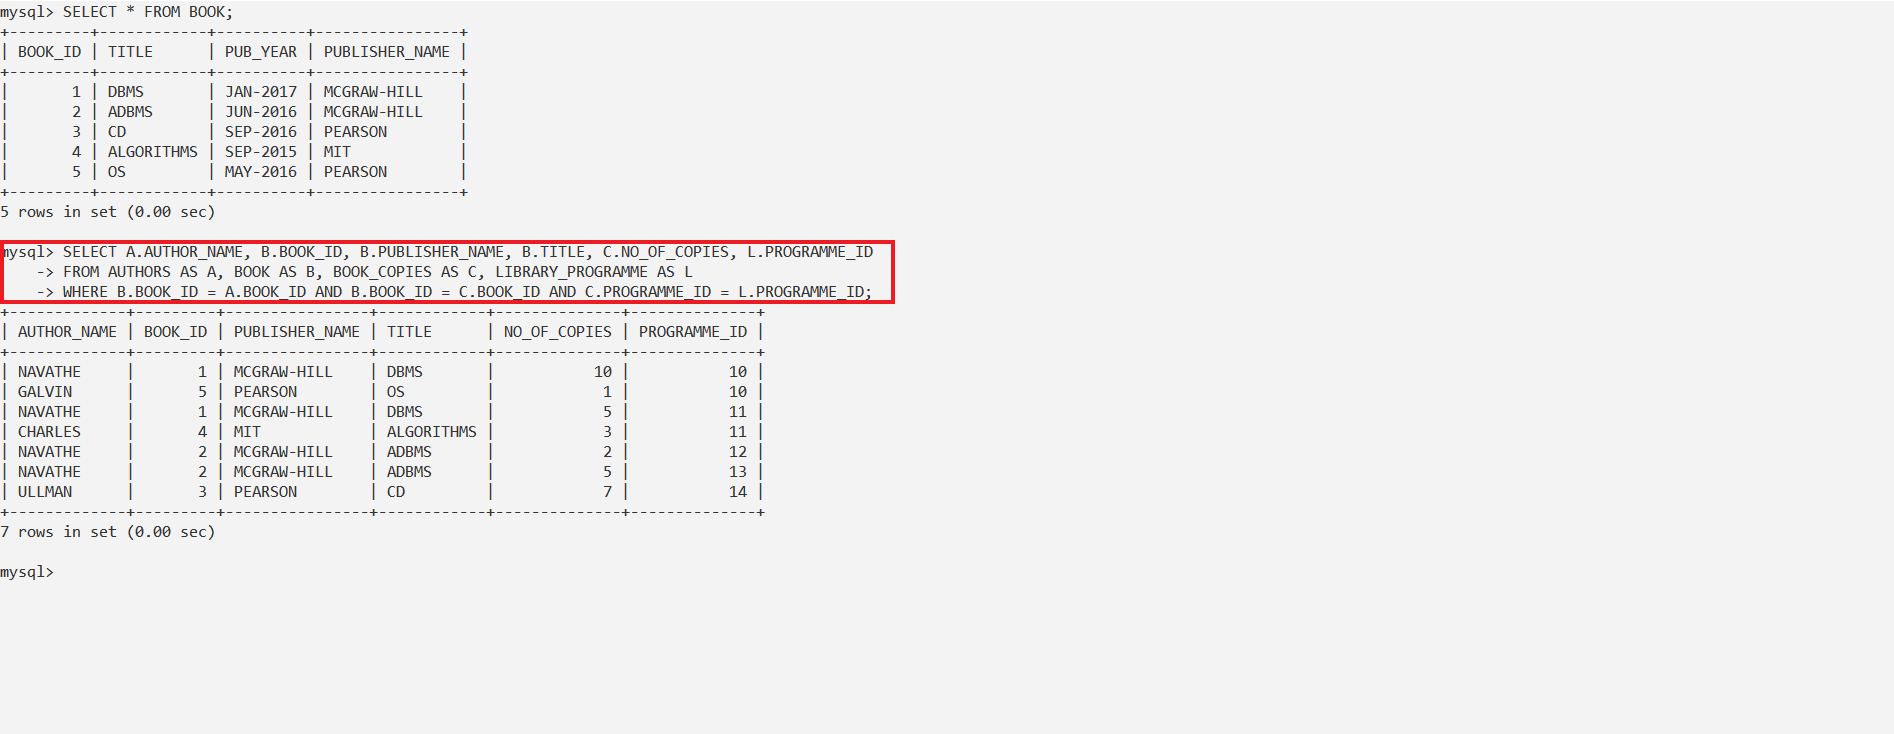 mysql> SELECT * FROM BOOK;
+---------+------------+----------+----------------+
| BOOK_ID | TITLE      | PUB_YEAR | PUBLISHER_NAME |
+---------+------------+----------+----------------+
|       1 | DBMS       | JAN-2017 | MCGRAW-HILL    |
|       2 | ADBMS      | JUN-2016 | MCGRAW-HILL    |
|       3 | CD         | SEP-2016 | PEARSON        |
|       4 | ALGORITHMS | SEP-2015 | MIT            |
|       5 | OS         | MAY-2016 | PEARSON        |
+---------+------------+----------+----------------+
5 rows in set (0.00 sec)

mysql> SELECT A.AUTHOR_NAME, B.BOOK_ID, B.PUBLISHER_NAME, B.TITLE, C.NO_OF_COPIES, L.PROGRAMME_ID
    -> FROM AUTHORS AS A, BOOK AS B, BOOK_COPIES AS C, LIBRARY_PROGRAMME AS L
    -> WHERE B.BOOK_ID = A.BOOK_ID AND B.BOOK_ID = C.BOOK_ID AND C.PROGRAMME_ID = L.PROGRAMME_ID;
+-------------+---------+----------------+------------+--------------+--------------+
| AUTHOR_NAME | BOOK_ID | PUBLISHER_NAME | TITLE      | NO_OF_COPIES | PROGRAMME_ID |
+-------------+---------+----------------+------------+--------------+--------------+
| NAVATHE     |       1 | MCGRAW-HILL    | DBMS       |           10 |           10 |
| GALVIN      |       5 | PEARSON        | OS         |            1 |           10 |
| NAVATHE     |       1 | MCGRAW-HILL    | DBMS       |            5 |           11 |
| CHARLES     |       4 | MIT            | ALGORITHMS |            3 |           11 |
| NAVATHE     |       2 | MCGRAW-HILL    | ADBMS      |            2 |           12 |
| NAVATHE     |       2 | MCGRAW-HILL    | ADBMS      |            5 |           13 |
| ULLMAN      |       3 | PEARSON        | CD         |            7 |           14 |
+-------------+---------+----------------+------------+--------------+--------------+
7 rows in set (0.00 sec)

mysql>